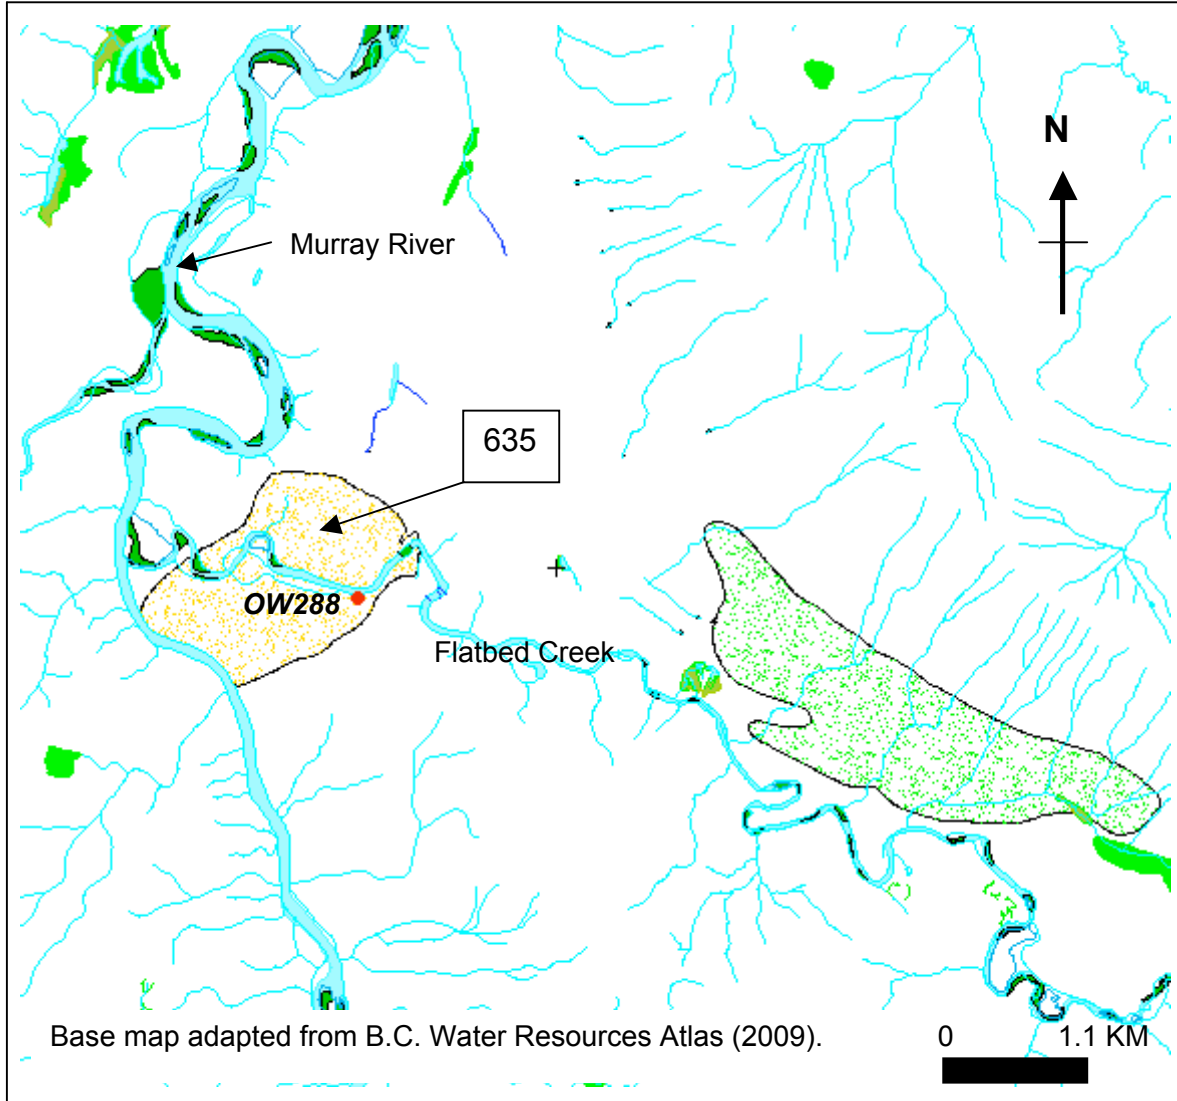 N
Murray River
635
OW288
Flatbed Creek
Base map adapted from B.C. Water Resources Atlas (2009).
0 1.1 KM